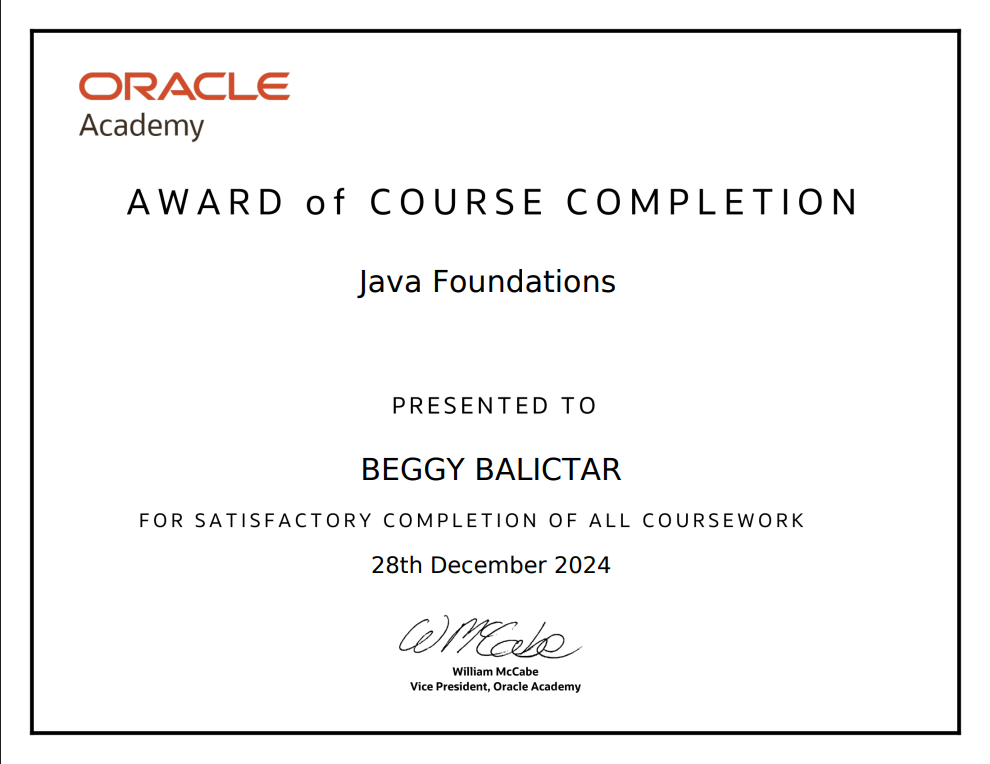 ORACLE
Academy
AWARD of COURSE COMPLETION
Java Foundations
PRESENTED TO
BEGGY BALICTAR
FOR SATISFACTORY COMPLETION OF ALL COURSEWORK
28th December 2024
W McCabe
William McCabe
Vice President, Oracle Academy